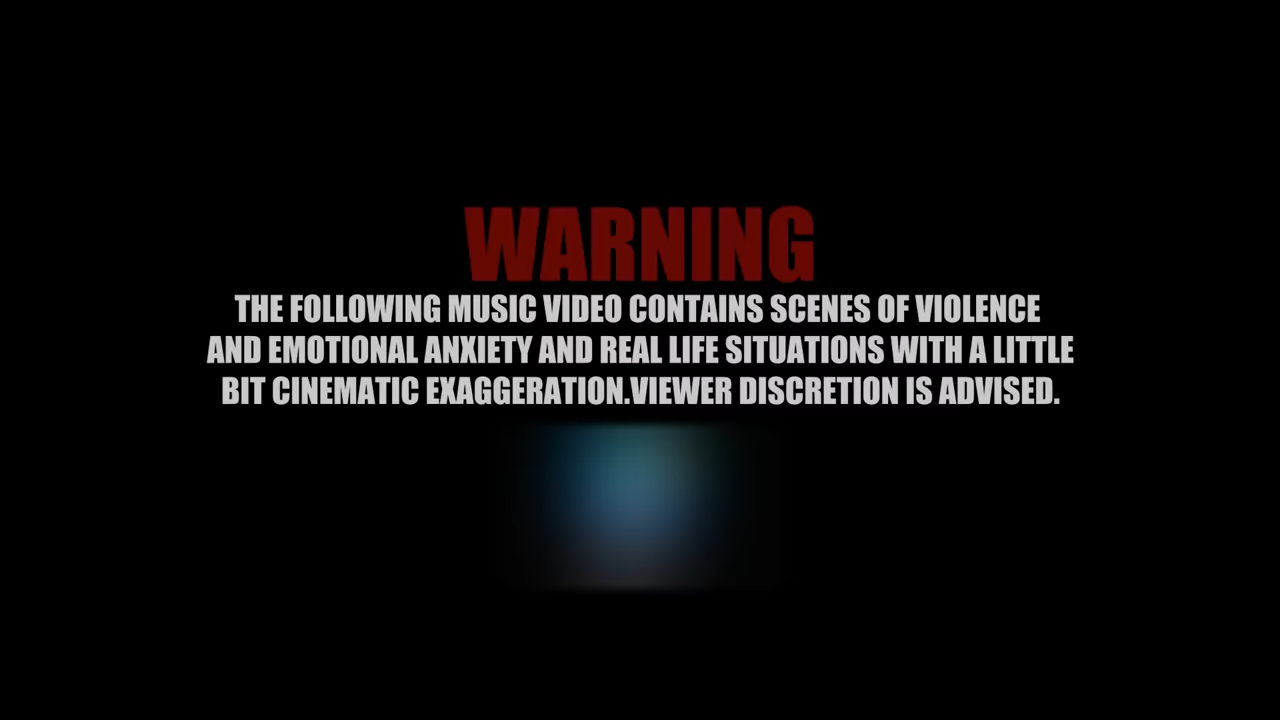 WARNING
THE FOLLOWING MUSIC VIDEO CONTAINS SCENES OF VIOLENCE
AND EMOTIONAL ANXIETY AND REAL LIFE SITUATIONS WITH A LITTLE
BIT CINEMATIC EXAGGERATION.VIEWER DISCRETION IS ADVISED.